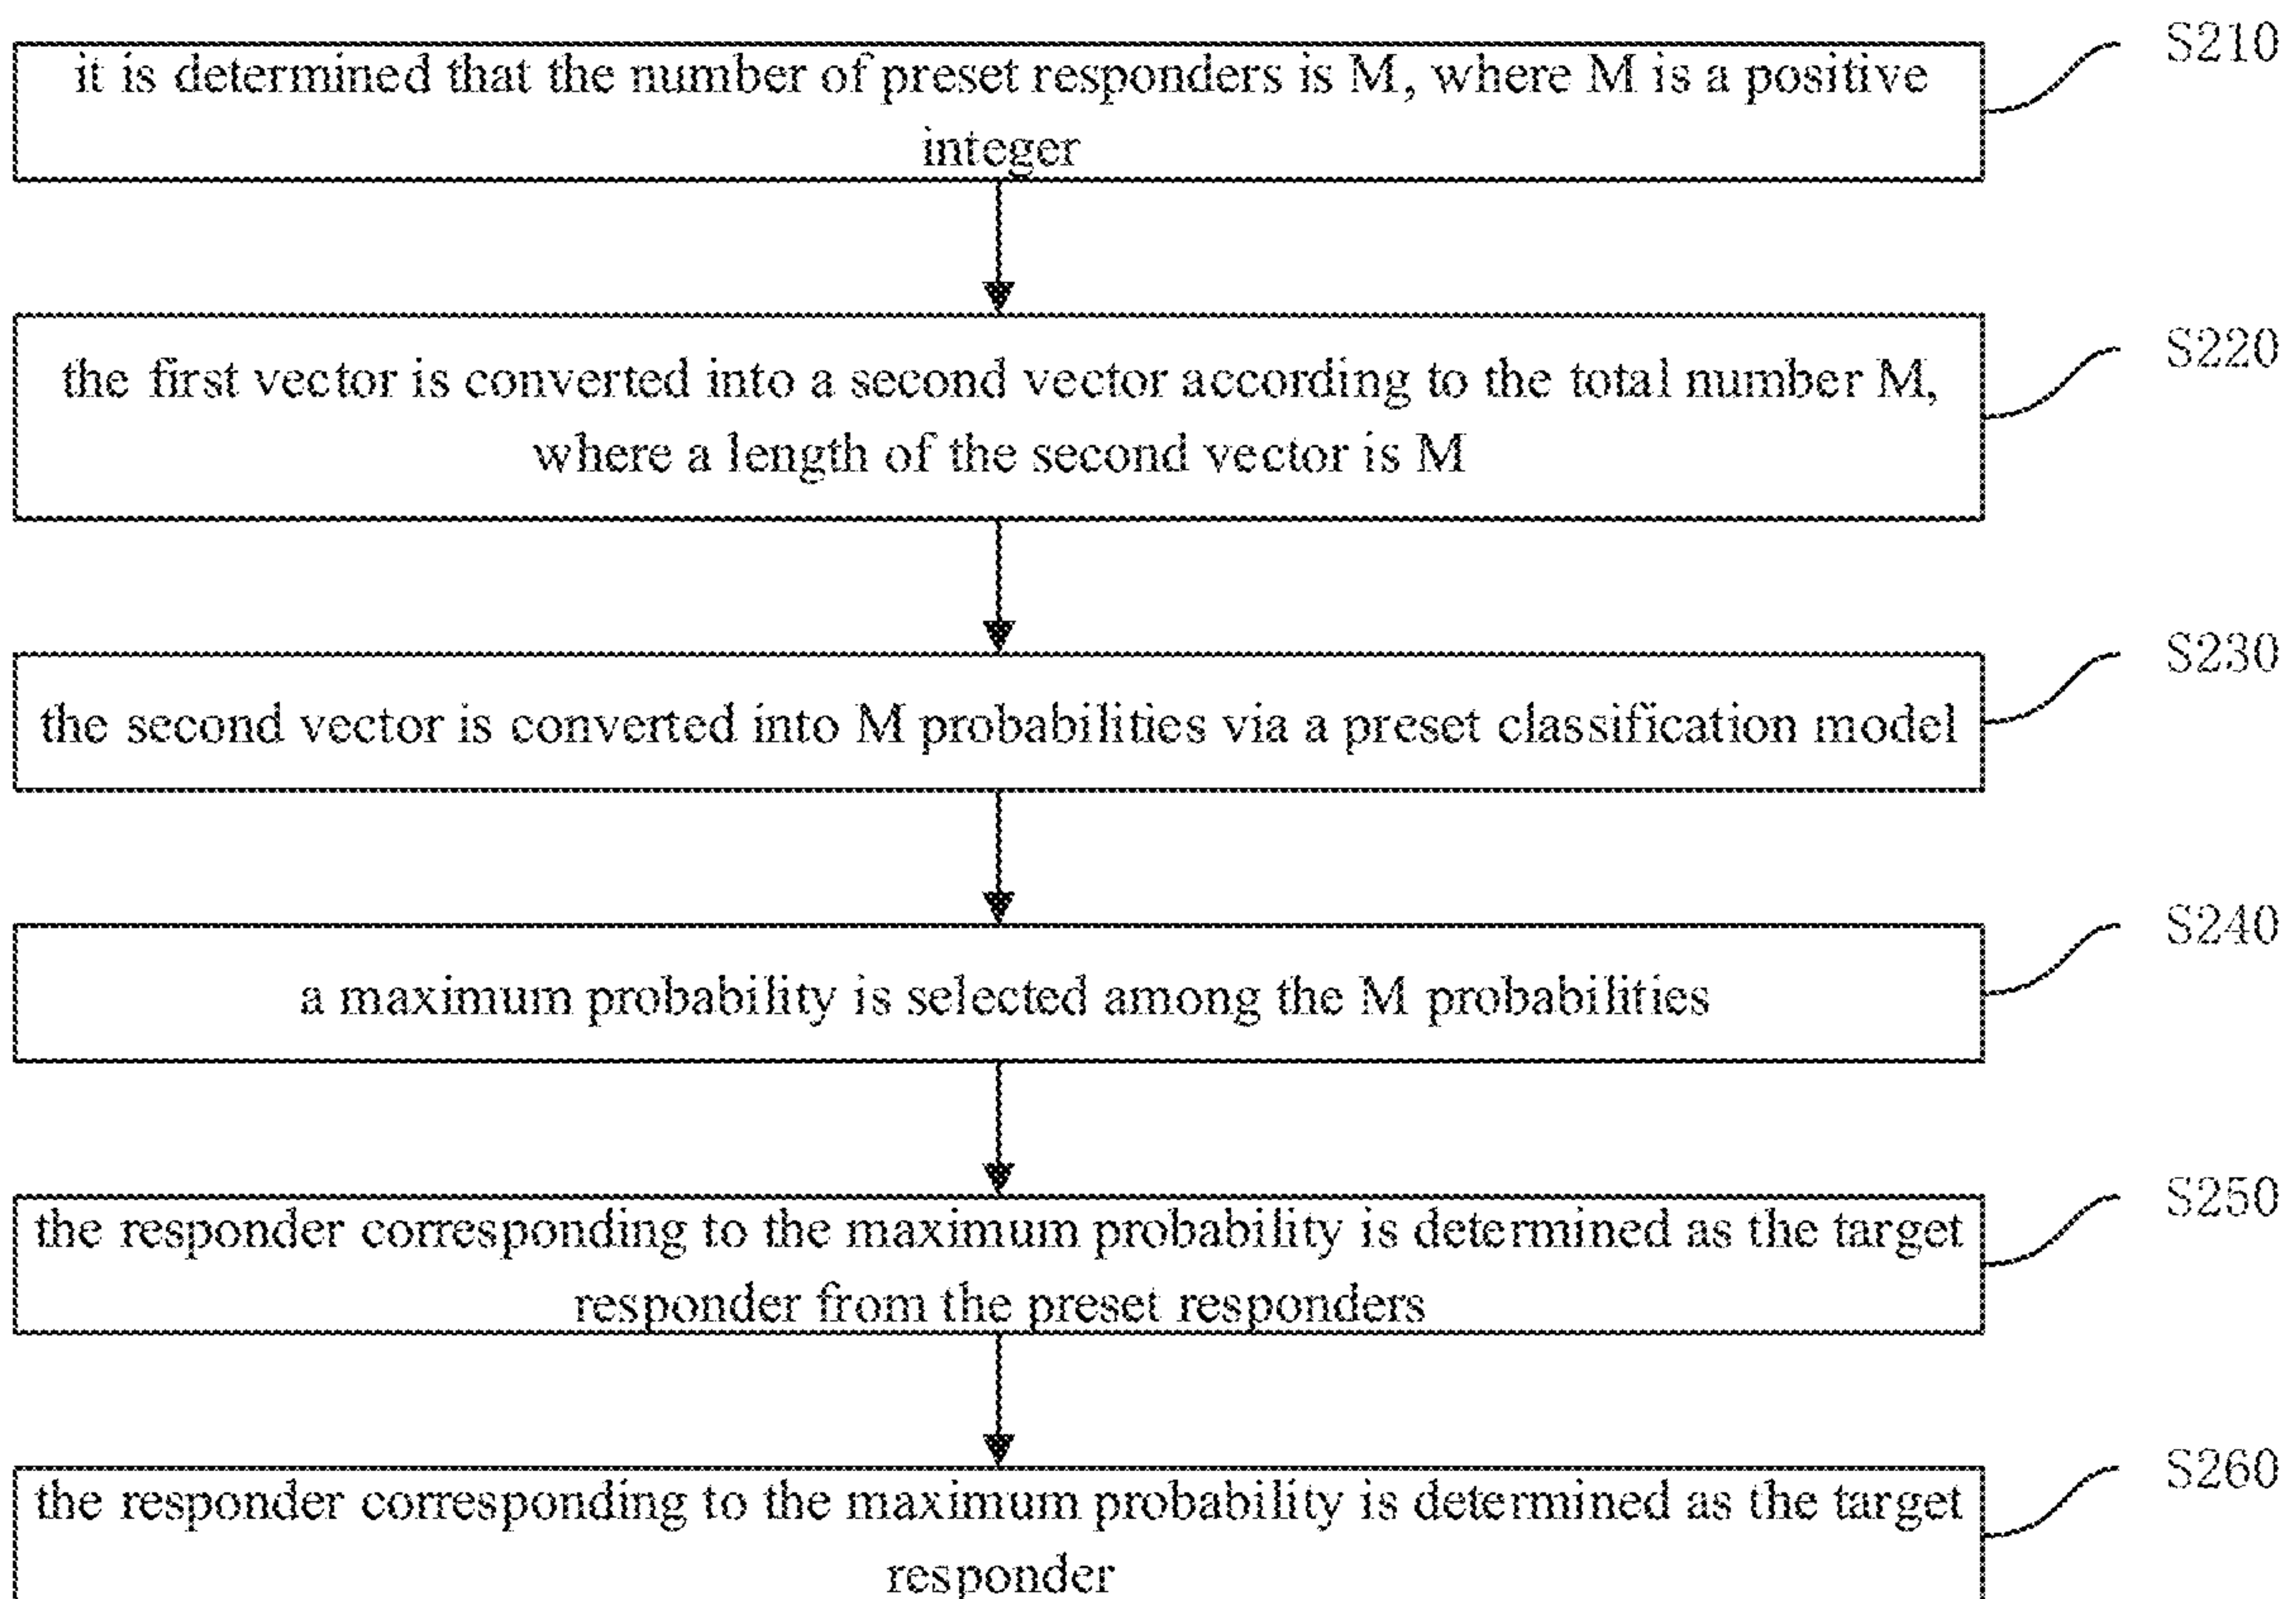 S210
it is determined that the number of preset responders is M, where M is a positive
integer
S220
the first vector is converted into a second vector according to the total number M,
where a length of the second vector is M
S230
the second vector is converted into M probabilities via a preset classification model
S240
a maximum probability is selected among the M probabilities
S250
the responder corresponding to the maximum probability is determined as the target
responder from the preset responders
S260
the responder corresponding to the maximum probability is determined as the target
responder